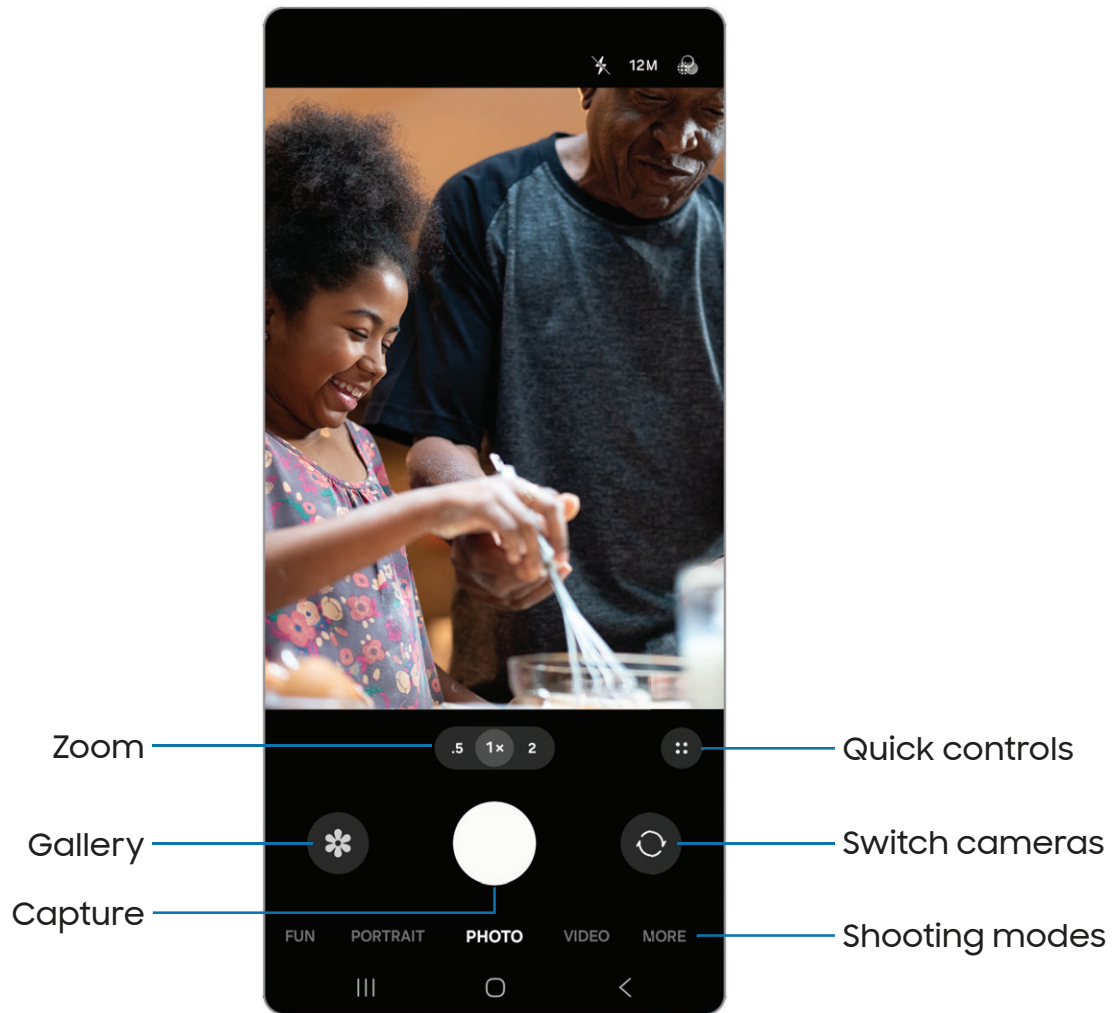 12M
Zoom
.5 1× 2
Quick controls
Gallery
Switch cameras
Capture
FUN PORTRAIT PHOTO VIDEO MORE
Shooting modes